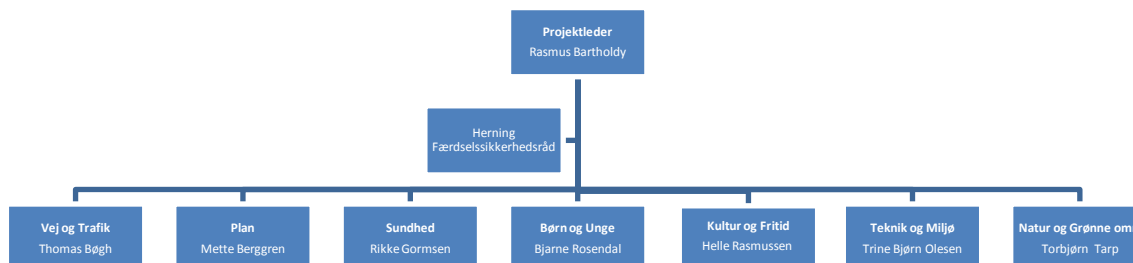 Projektleder
Rasmus Bartholdy
Herning
Færdselssikkerhedsråd
Vej og Trafik
Thomas Bøgh
Plan
Mette Berggren
Sundhed
Rikke Gormsen
Børn og Unge
Bjarne Rosendal
Kultur og Fritid
Helle Rasmussen
Teknik og Miljø
Trine Bjørn Olesen
Natur og Grønne om
Torbjørn Tarp